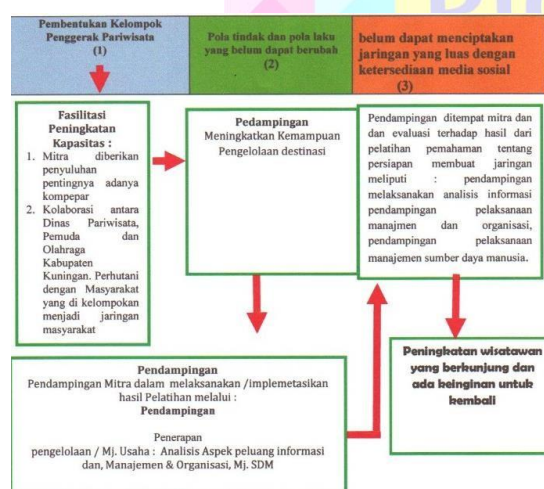 Pembentukan Kelompok
Penggerak Pariwisata
(1)
Pola tindak dan pola laku
yang belum dapat berubah
(2)
belum dapat menciptakan
jaringan yang luas dengan
ketersediaan media sosial
(3)
Fasilitasi
Peningkatan
Kapasitas :
1. Mitra diberikan
penyuluhan
pentingnya adanya
kompepar
2. Kolaborasi antara
Dinas Pariwisata,
Pemuda dan
Olahraga
Kabupaten
Kuningan. Perhutani
dengan Masyarakat
yang di kelompokan
menjadi jaringan
masyarakat
Pedampingan
Meningkatkan Kemampuan
Pengelolaan destinasi
Pendampingan ditempat mitra dan
dan evaluasi terhadap hasil dari
pelatihan pemahaman tentang
persiapan membuat jaringan
meliputi : pendampingan
melaksanakan analisis informasi
pendampingan pelaksanaan
manajmen dan organisasi,
pendampingan pelaksanaan
manajemen sumber daya manusia.
Pendampingan
Pendampingan Mitra dalam melaksanakan /implemetasikan
hasil Pelatihan melalui :
Pendampingan
Penerapan
pengelolaan / Mj. Usaha : Analisis Aspek peluang informasi
dan, Manajemen & Organisasi, Mj. SDM
Peningkatan wisatawan
yang berkunjung dan
ada keinginan untuk
kembali